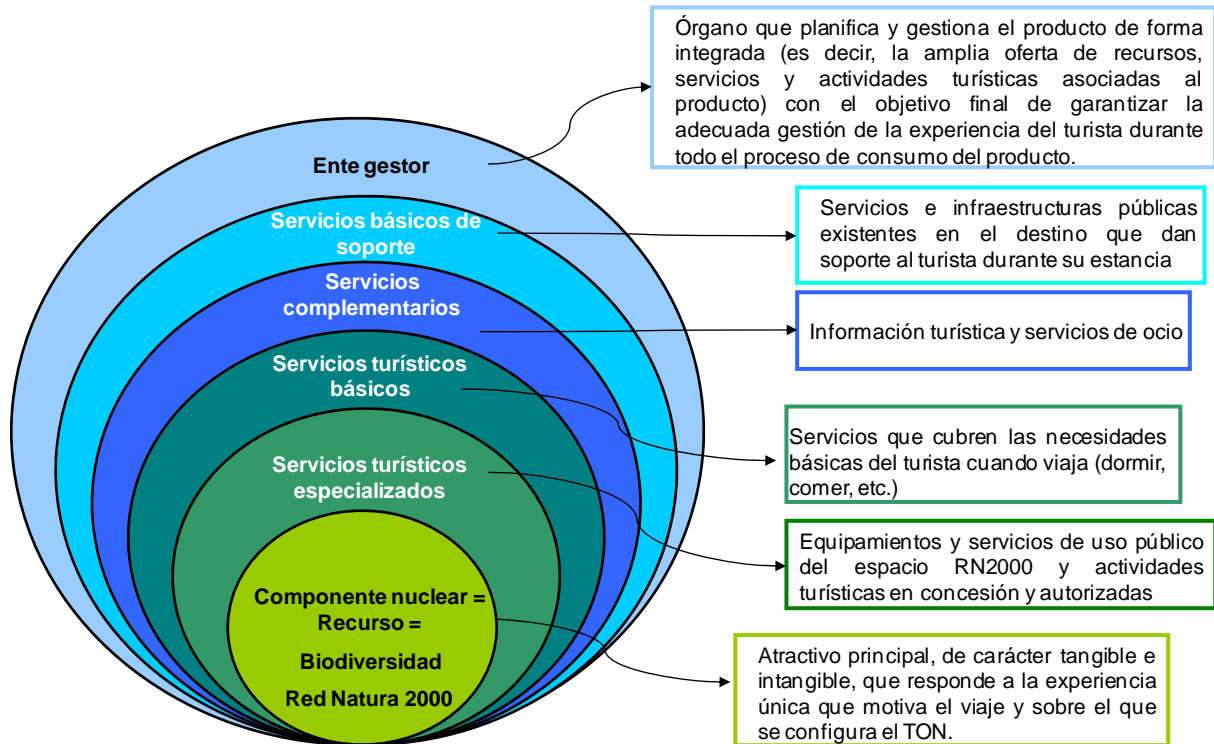 Órgano que planifica y gestiona el producto de forma
integrada (es decir, la amplia oferta de recursos,
servicios y actividades turísticas asociadas al
producto) con el objetivo final de garantizar la
adecuada gestión de la experiencia del turista durante
todo el proceso de consumo del producto.
Ente gestor
Servicios básicos de
soporte
Servicios e infraestructuras públicas
existentes en el destino que dan
soporte al turista durante su estancia
Servicios
complementarios
Información turística y servicios de ocio
Servicios turísticos
básicos
Servicios que cubren las necesidades
básicas del turista cuando viaja (dormir,
comer, etc.)
Servicios turísticos
especializados
Equipamientos y servicios de uso público
del espacio RN2000 y actividades
turísticas en concesión y autorizadas
Componente nuclear =
Recurso =
Biodiversidad
Red Natura 2000
Atractivo principal, de carácter tangible e
intangible, que responde a la experiencia
única que motiva el viaje y sobre el que
se configura el TON.